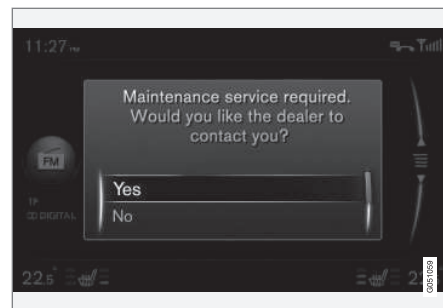 11:27
Maintenance service required.
Would you like the dealer to
contact you?
FM
Yes
TP
DIGITAL
No
22.5
G051059